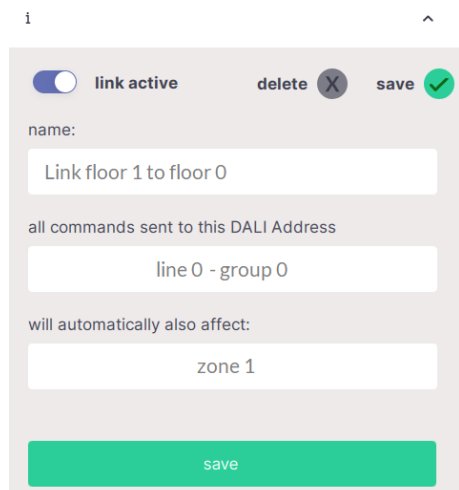 i
link active delete X save
name:
Link floor 1 to floor 0
all commands sent to this DALI Address
line 0 - group 0
will automatically also affect:
zone 1
save